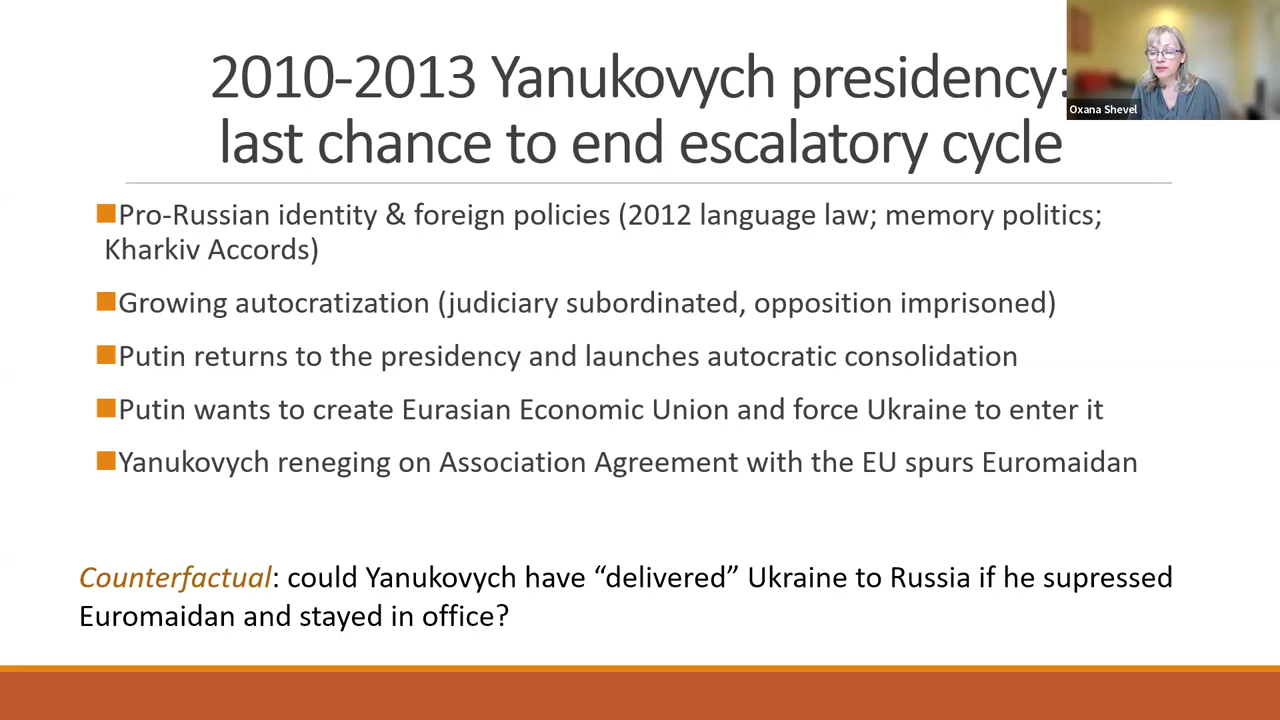 2010-2013 Yanukovych presidency:
last chance to end escalatory cycle
Oxana Shevel
Pro-Russian identity & foreign policies (2012 language law; memory politics;
Kharkiv Accords)
Growing autocratization (judiciary subordinated, opposition imprisoned)
Putin returns to the presidency and launches autocratic consolidation
Putin wants to create Eurasian Economic Union and force Ukraine to enter it
Yanukovych reneging on Association Agreement with the EU spurs Euromaidan
Counterfactual: could Yanukovych have “delivered” Ukraine to Russia if he supressed
Euromaidan and stayed in office?